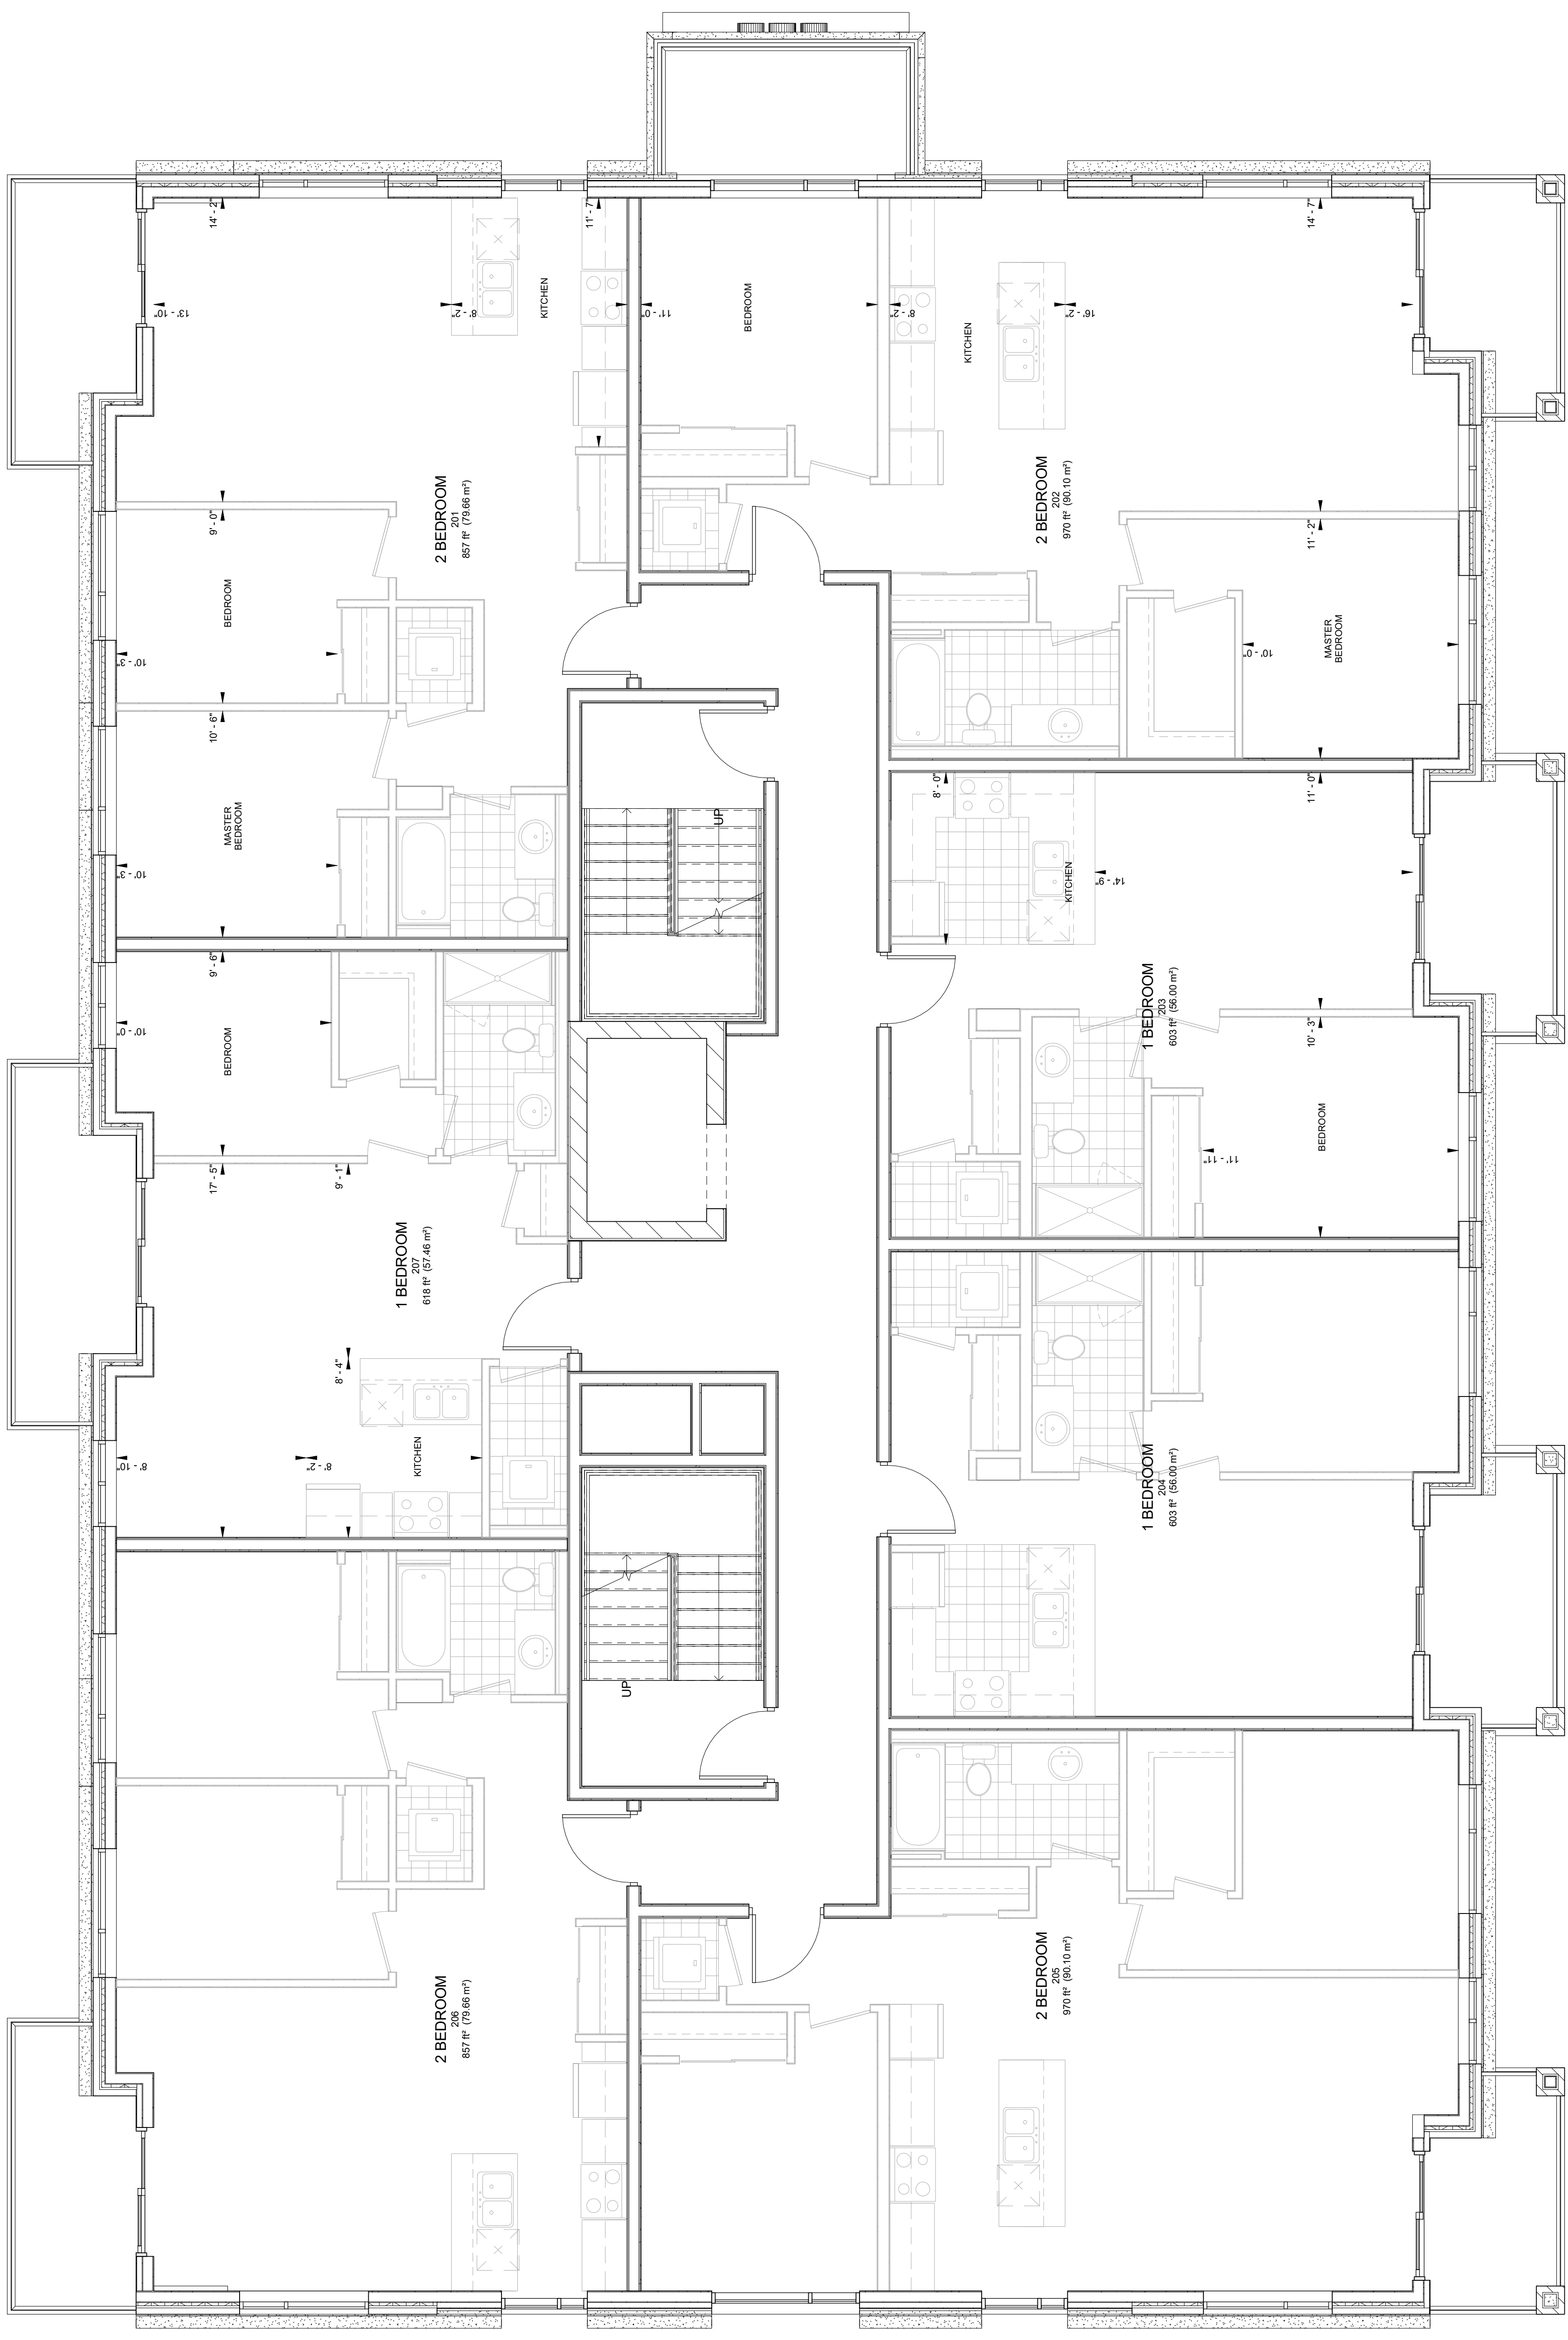 14' - 2"
13' - 10"
8' - 2"
KITCHEN
11' - 7"
11' - 0"
BEDROOM
8' - 2"
KITCHEN
16' - 2"
14' - 7"
2 BEDROOM
201
857 ft² (79.66 m²)
9' - 0"
BEDROOM
10' - 3"
10' - 6"
MASTER
BEDROOM
10' - 3"
2 BEDROOM
202
970 ft² (90.10 m²)
11' - 2"
MASTER
BEDROOM
10' - 0"
UP
8' - 0"
KITCHEN
14' - 9"
11' - 0"
9' - 6"
10' - 0"
BEDROOM
1 BEDROOM
203
603 ft² (56.00 m²)
10' - 3"
BEDROOM
11' - 11"
17' - 5"
9' - 1"
1 BEDROOM
207
618 ft² (57.46 m²)
8' - 4"
8' - 10"
8' - 2"
KITCHEN
1 BEDROOM
204
603 ft² (56.00 m²)
UP
2 BEDROOM
206
857 ft² (79.66 m²)
2 BEDROOM
205
970 ft² (90.10 m²)